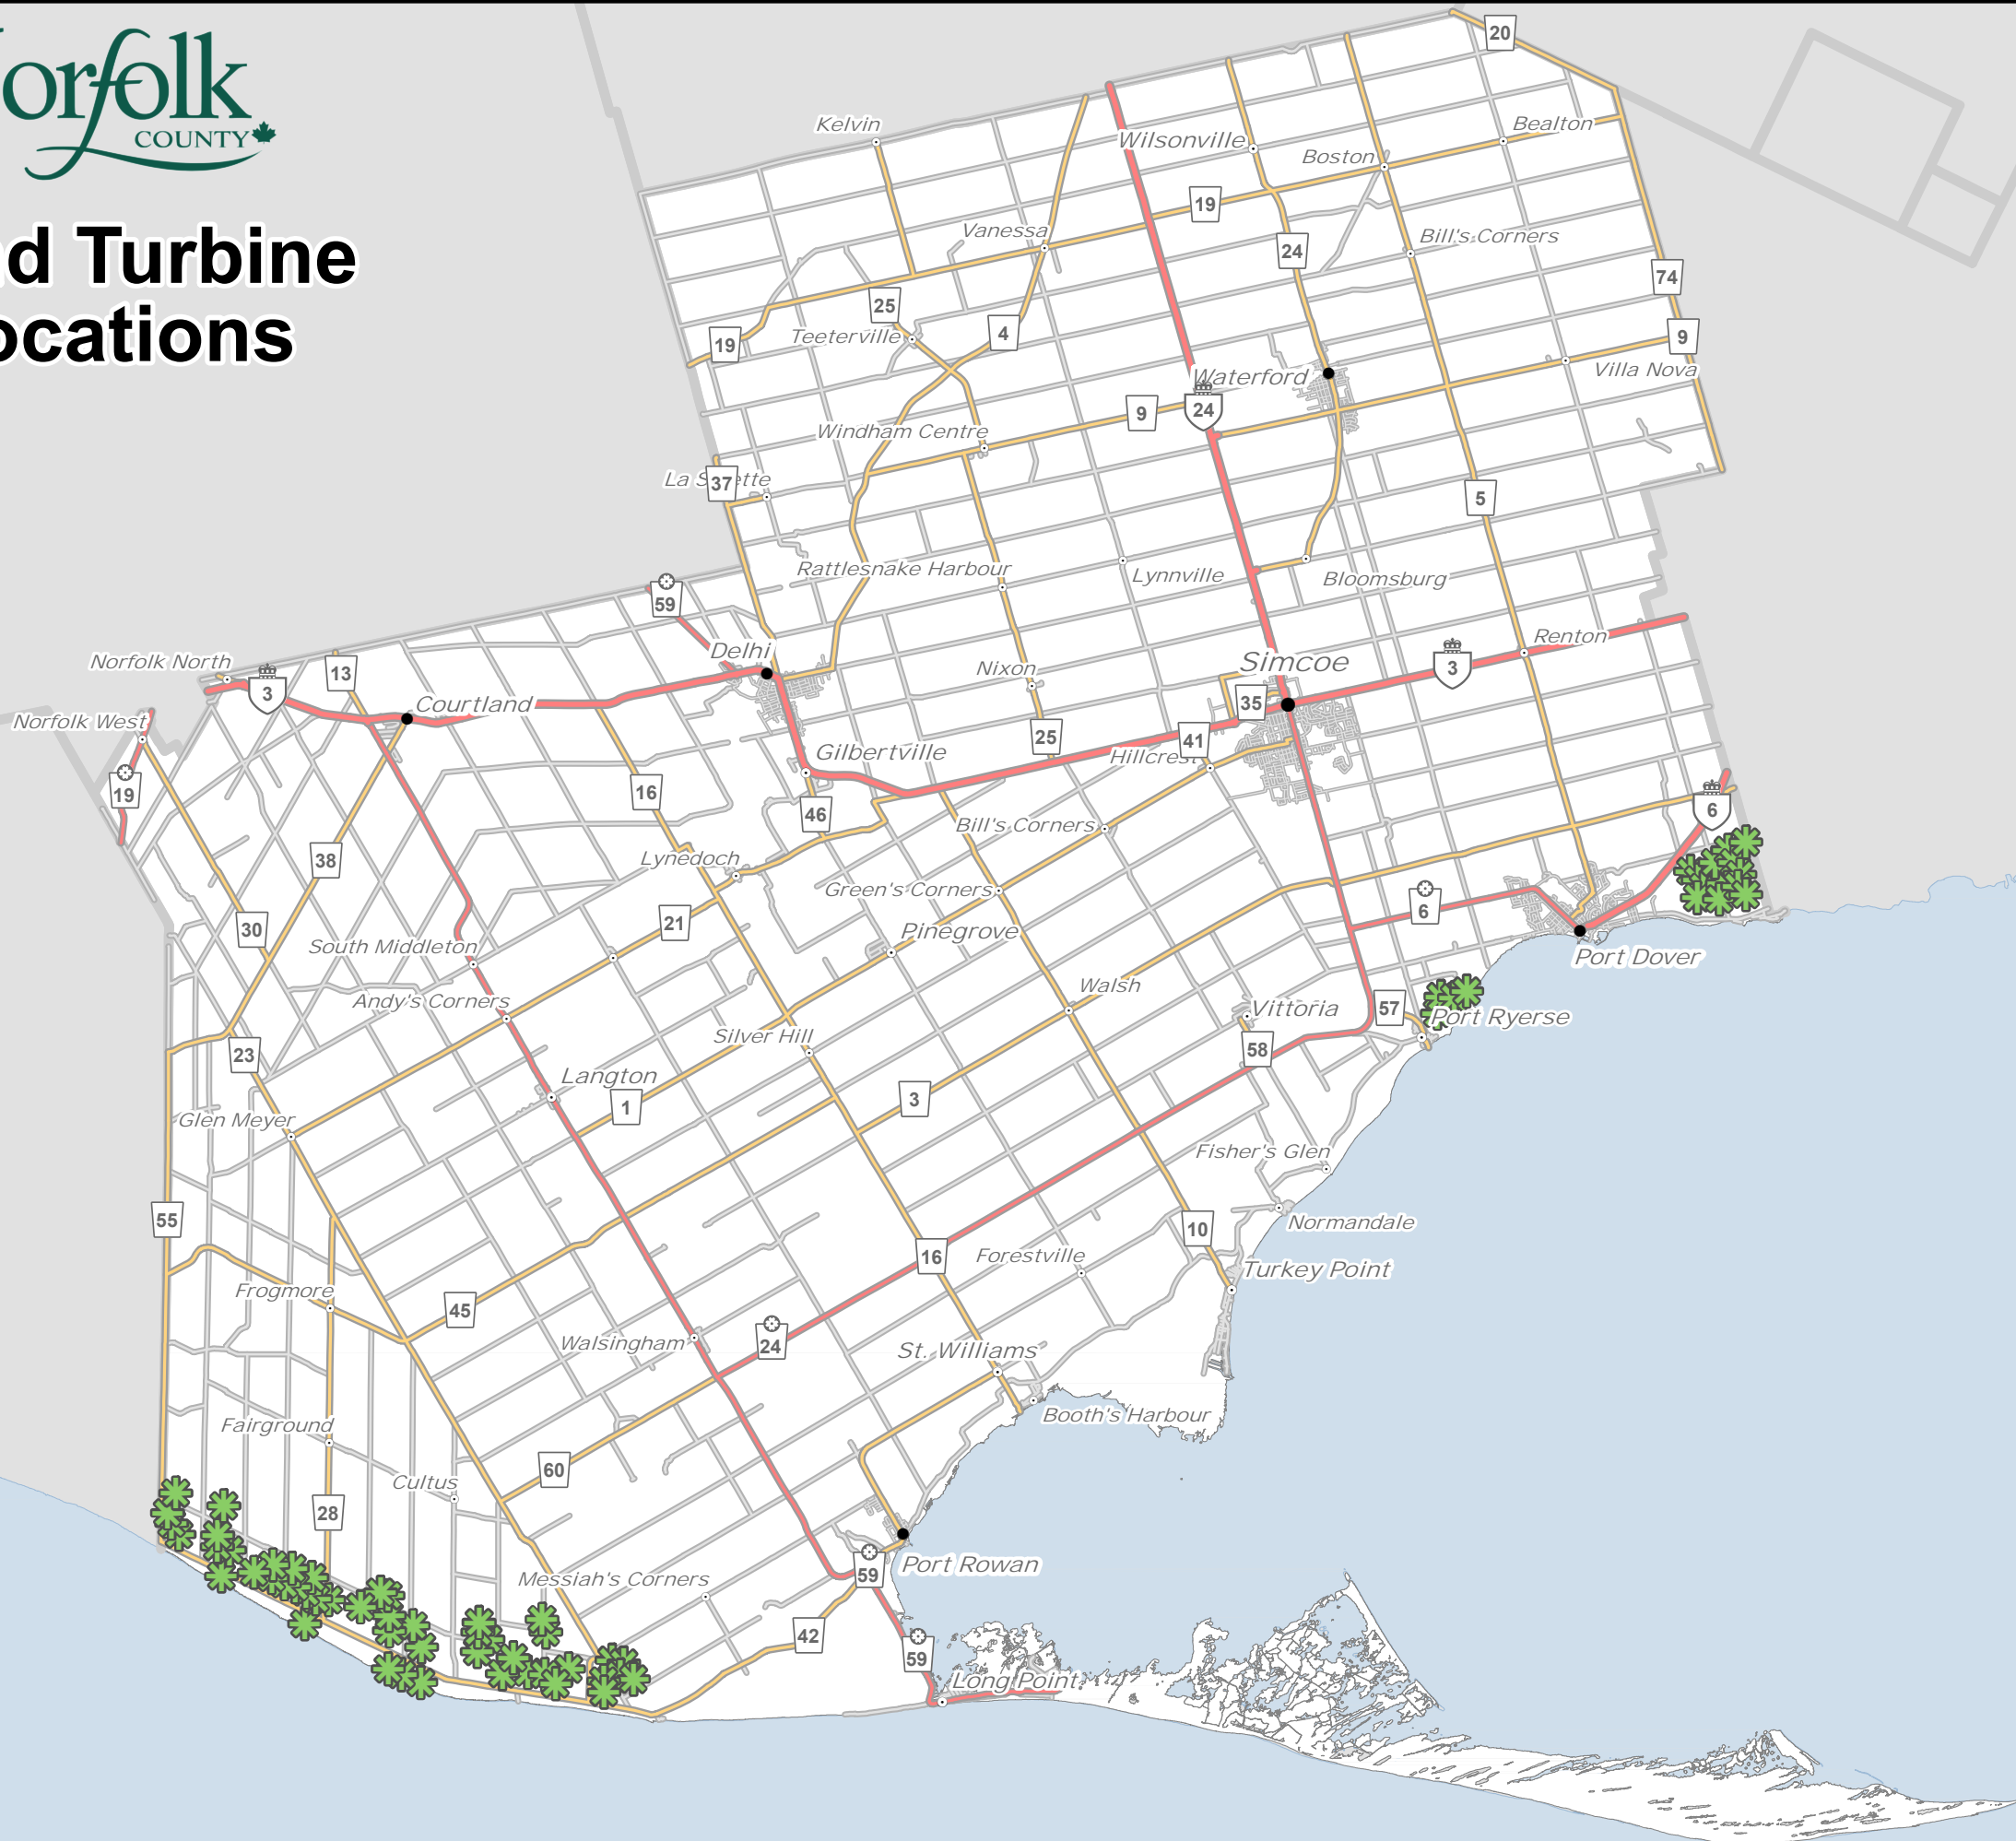 orfolk
COUNTY
d Turbine
ocations
20
Kelvin
Wilsonville
Bealton
Boston
19
Vanessa
24
Bill's Corners
74
25
4
Teeterville
19
9
Villa Nova
Waterford
24
9
Windham Centre
37
5
Rattlesnake Harbour
Lynnville
Bloomsburg
59
Renton
Delhi
Simcoe
3
Norfolk North
3
13
Nixon
35
Courtland
Norfolk West
25
41
Gilbertville
Hillcrest
19
16
46
6
Bill's Corners
38
Lynedoch
Green's Corners
6
30
21
Pinegrove
South Middleton
Port Dover
Walsh
Andy's Corners
Vittoria
57
Port Ryerse
23
Silver Hill
58
Langton
1
3
Glen Meyer
Fisher's Glen
55
10
Normandale
16
Forestville
Turkey Point
Frogmore
45
Walsingham
24
St. Williams
Fairground
Booth's Harbour
60
Cultus
28
Port Rowan
59
Messiah's Corners
42
59
Long Point